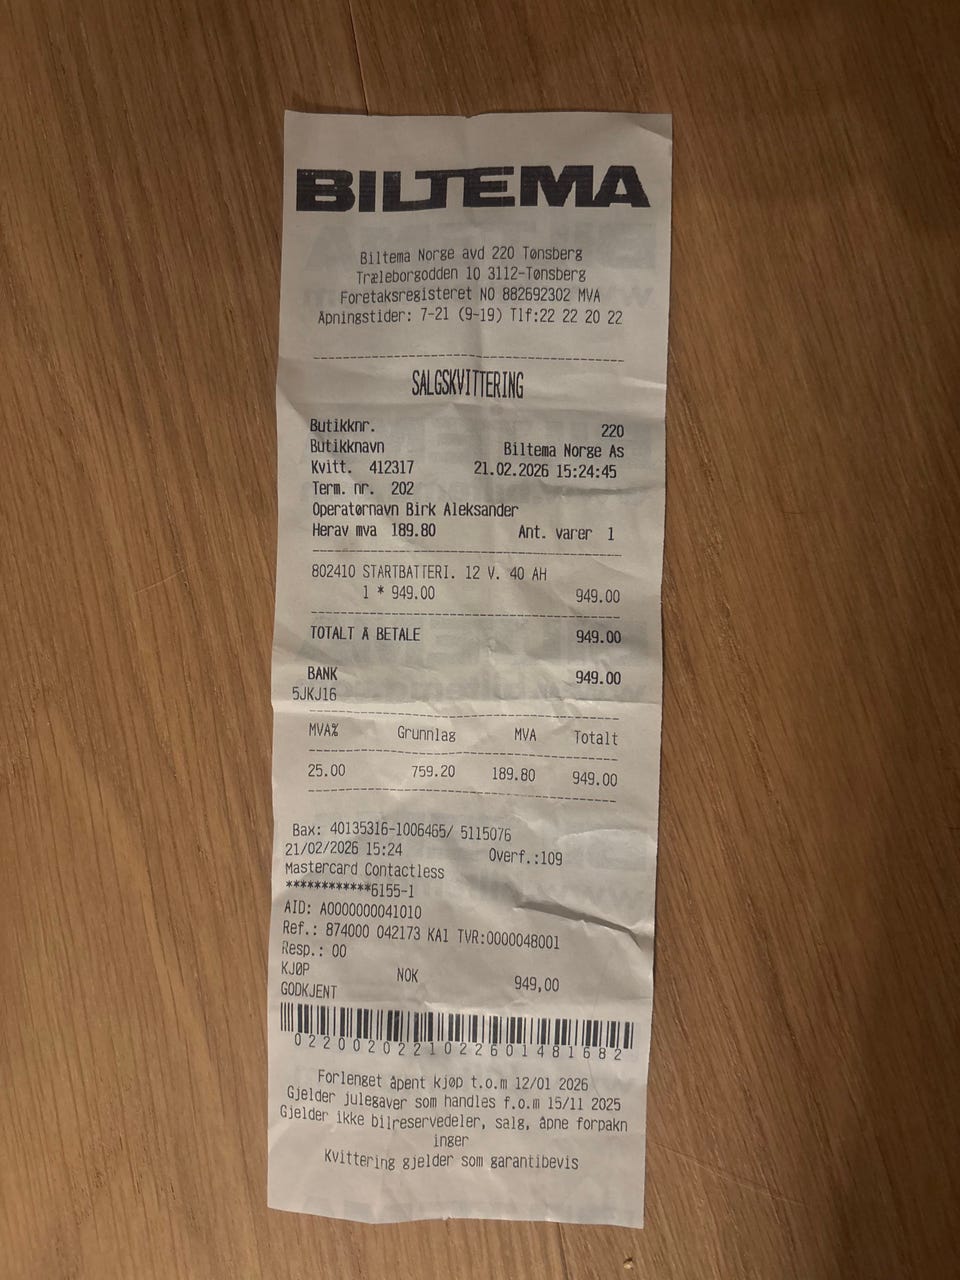 BILTEMA
Biltema Norge avd 220 Tønsberg
Træleborgodden 10 3112-Tønsberg
Foretaksregisteret NO 882692302 MVA
Åpningstider: 7-21 (9-19) Tlf:22 22 20 22
SALGSKVITTERING
Butikknr. 220
Butikknavn Biltema Norge As
Kvitt. 412317 21.02.2026 15:24:45
Term. nr. 202
Operatørnavn Birk Aleksander
Herav mva 189.80 Ant. varer 1
802410 STARTBATTERI. 12 V. 40 AH
1 * 949.00 949.00
TOTALT Å BETALE 949.00
BANK 949.00
5JKJ16
MVA% Grunnlag MVA Totalt
25.00 759.20 189.80 949.00
Bax: 40135316-1006465/ 5115076
21/02/2026 15:24 Overf.:109
Mastercard Contactless
************6155-1
AID: A0000000041010
Ref.: 874000 042173 KA1 TVR:0000048001
Resp.: 00
KJØP NOK 949,00
GODKJENT
0220020221022601481682
Forlenget åpent kjøp t.o.m 12/01 2026
Gjelder julegaver som handles f.o.m 15/11 2025
Gjelder ikke bilreservedeler, salg, åpne forpakn
inger
Kvittering gjelder som garantibevis